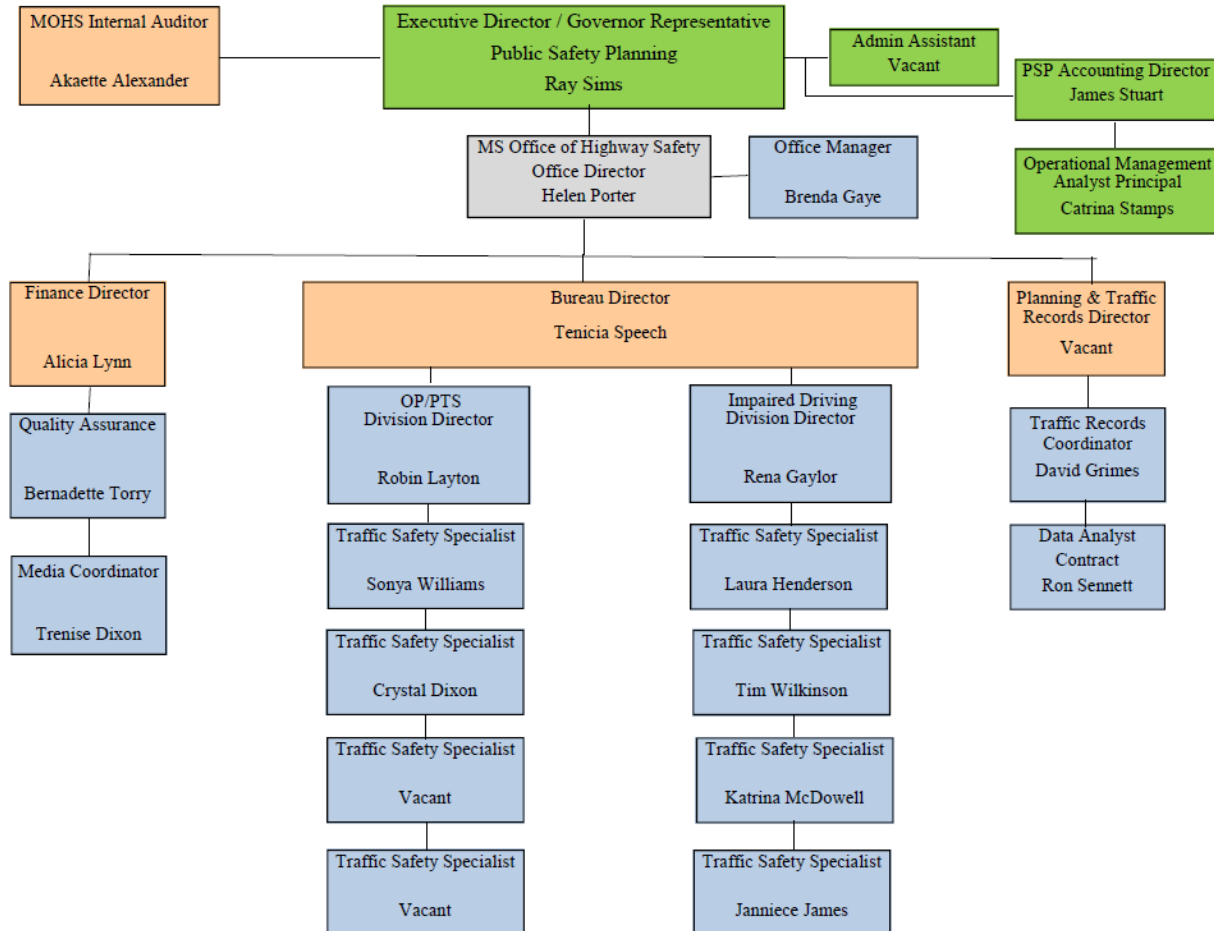 MOHS Internal Auditor
Akaette Alexander
Executive Director / Governor Representative
Public Safety Planning
Ray Sims
Admin Assistant
Vacant
PSP Accounting Director
James Stuart
MS Office of Highway Safety
Office Director
Helen Porter
Office Manager
Brenda Gaye
Operational Management
Analyst Principal
Catrina Stamps
Finance Director
Alicia Lynn
Bureau Director
Tenicia Speech
Planning & Traffic
Records Director
Vacant
Quality Assurance
Bernadette Torry
Media Coordinator
Trenise Dixon
OP/PTS
Division Director
Robin Layton
Traffic Safety Specialist
Sonya Williams
Traffic Safety Specialist
Crystal Dixon
Traffic Safety Specialist
Vacant
Traffic Safety Specialist
Vacant
Impaired Driving
Division Director
Rena Gaylor
Traffic Safety Specialist
Laura Henderson
Traffic Safety Specialist
Tim Wilkinson
Traffic Safety Specialist
Katrina McDowell
Traffic Safety Specialist
Janniece James
Traffic Records
Coordinator
David Grimes
Data Analyst
Contract
Ron Sennett